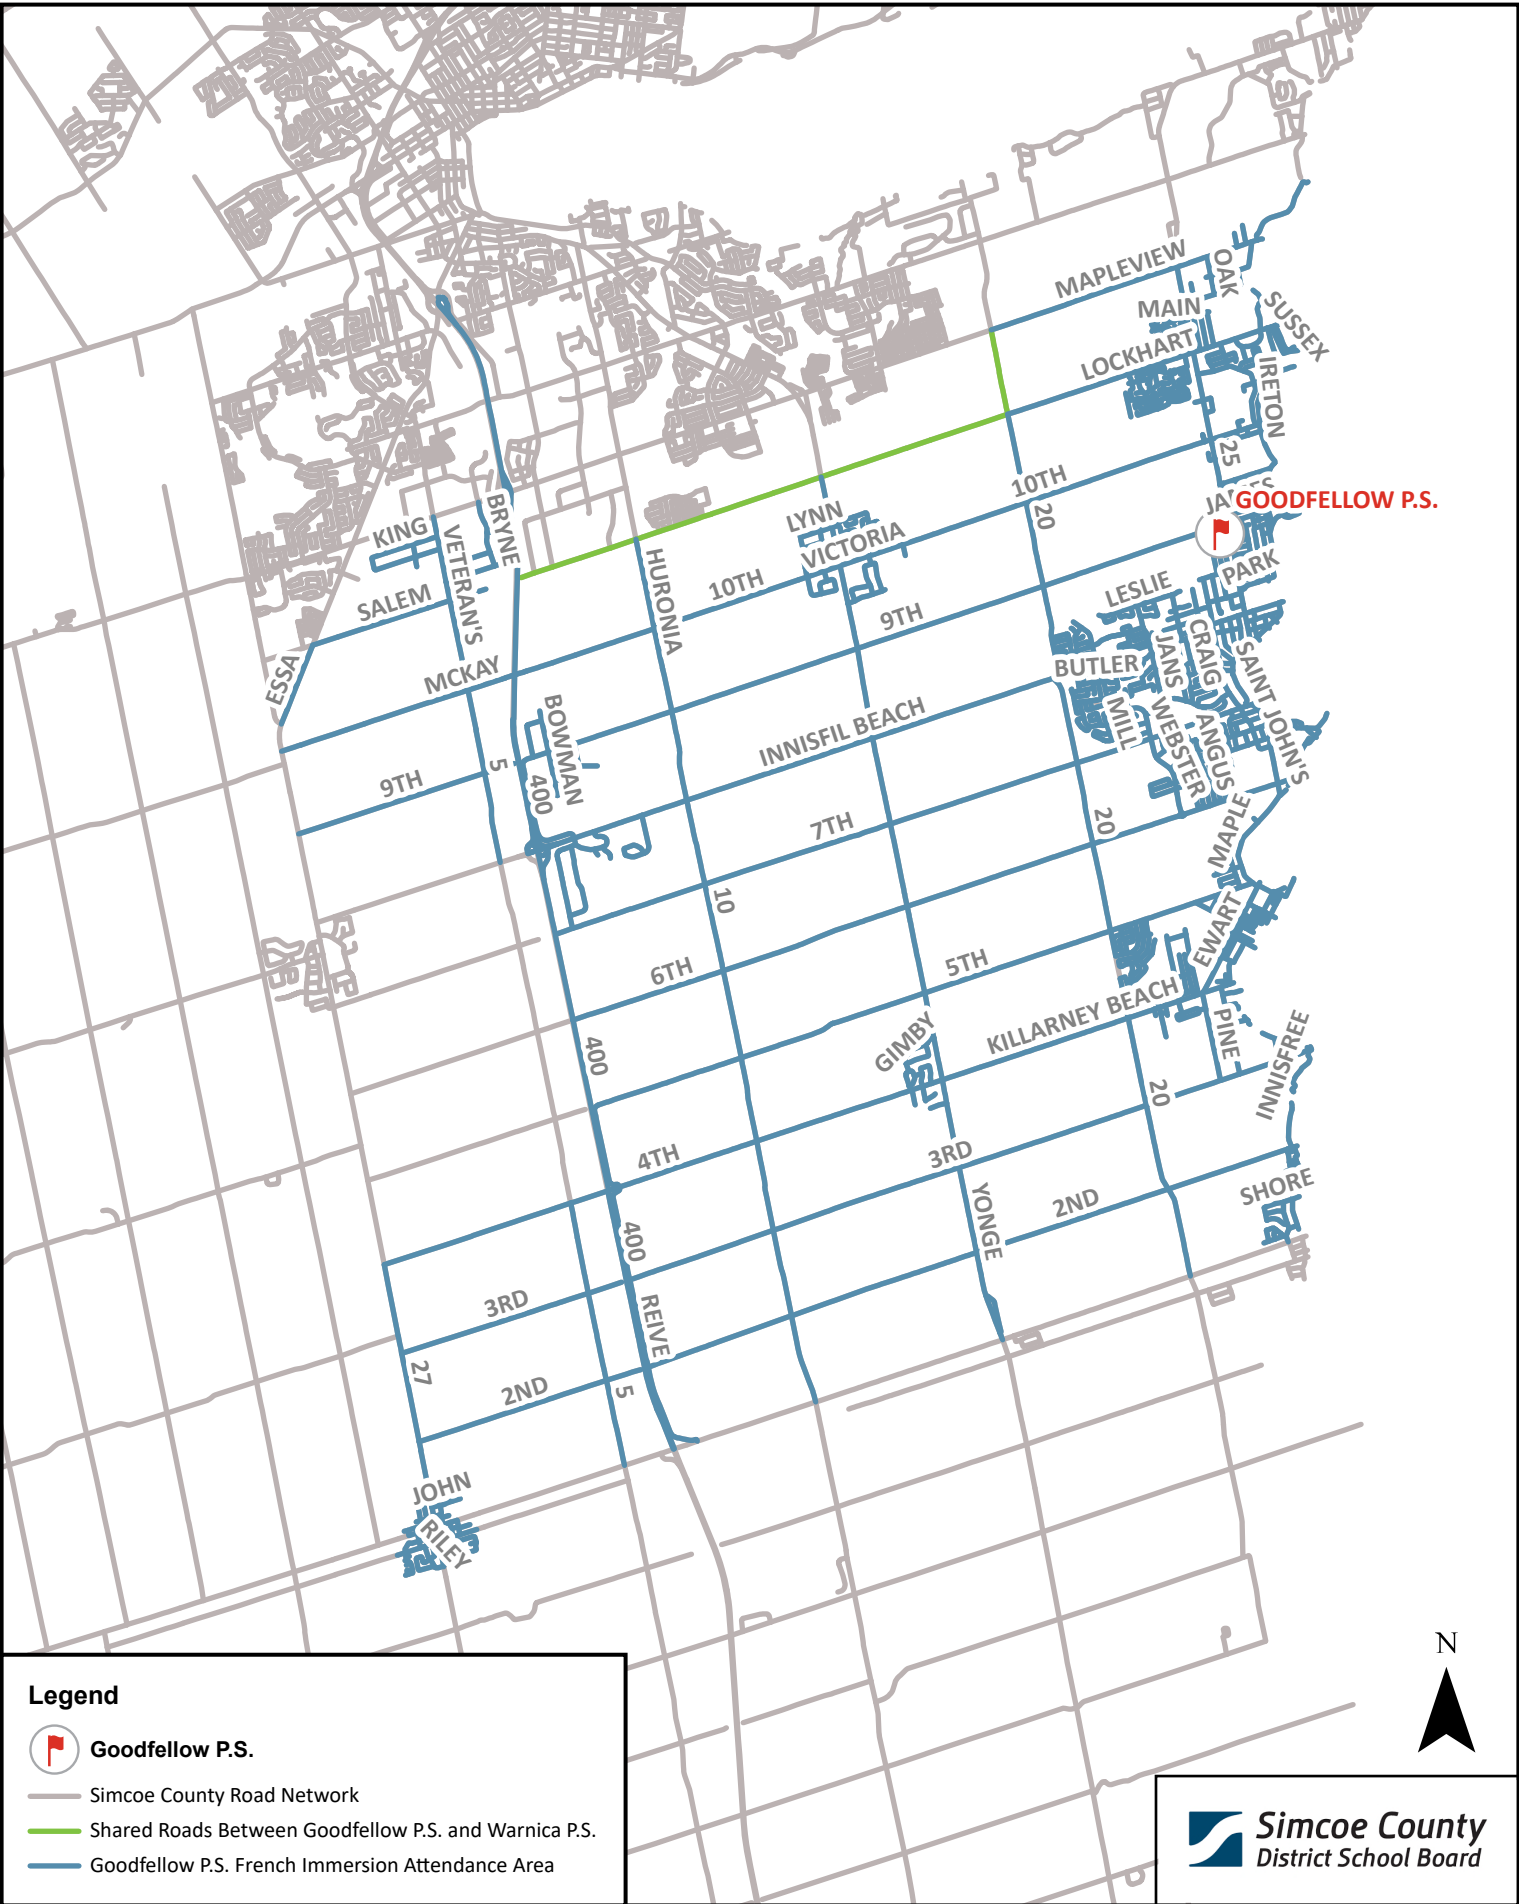 MAPLEVIEW
OAK
MAIN
SUSSEX
LOCKHART
IRETON
25
10TH
20
GOODFELLOW P.S.
LYNN
VICTORIA
BRYNE
KING
VETERAN'S
HURONIA
10TH
PARK
SALEM
LESLIE
9TH
CRAIG
JANS
BUTLER
SAINT JOHN'S
ESSA
MCKAY
BOWMAN
INNISFIL BEACH
MILL
WEBSTER
ANGUS
5
9TH
400
7TH
20
MAPLE
10
EWART
6TH
5TH
KILLARNEY BEACH
PINE
INNISFREE
GIMBY
400
20
4TH
3RD
SHORE
YONGE
2ND
400
3RD
REIVE
27
2ND
5
JOHN
RILEY
N
Legend
Goodfellow P.S.
Simcoe County Road Network
Shared Roads Between Goodfellow P.S. and Warnica P.S.
Goodfellow P.S. French Immersion Attendance Area
Simcoe County
District School Board